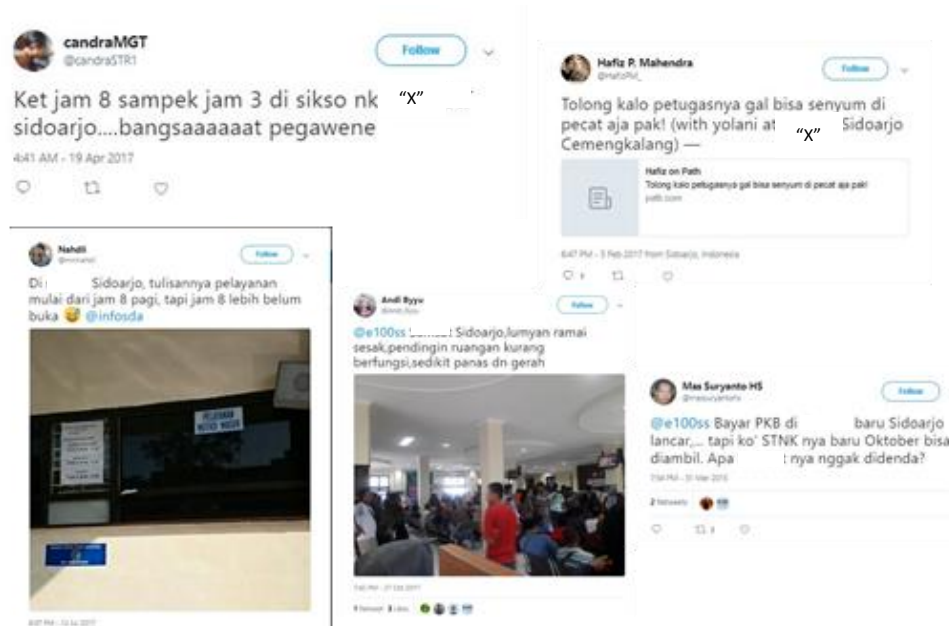 candraMGT
@candraSTR1
Follow
Ket jam 8 sampek jam 3 di sikso nk "X"
sidoarjo....bangsaaaaaat pegawene
4:41 AM - 19 Apr 2017
Hafiz P. Mahendra
Follow
Tolong kalo petugasnya gal bisa senyum di
pecat aja pak! (with yolani at "X" Sidoarjo
Cemengkalang) —
Hafiz on Path
Tolong kalo petugasnya gal bisa senyum di pecat aja pak!
path.com
6:47 PM - 5 Feb 2017 from Sidoarjo, Indonesia
Nahdli
Follow
Di Sidoarjo, tulisannya pelayanan
mulai dari jam 8 pagi, tapi jam 8 lebih belum
buka @infosda
PELAYANAN
Andi Byyu
Follow
@e100ss Sidoarjo,lumyan ramai
sesak,pendingin ruangan kurang
berfungsi,sedikit panas dn gerah
Mas Suryanto HS
Follow
@e100ss Bayar PKB di baru Sidoarjo
lancar,... tapi ko' STNK nya baru Oktober bisa
diambil. Apa t nya nggak didenda?
2 Retweets